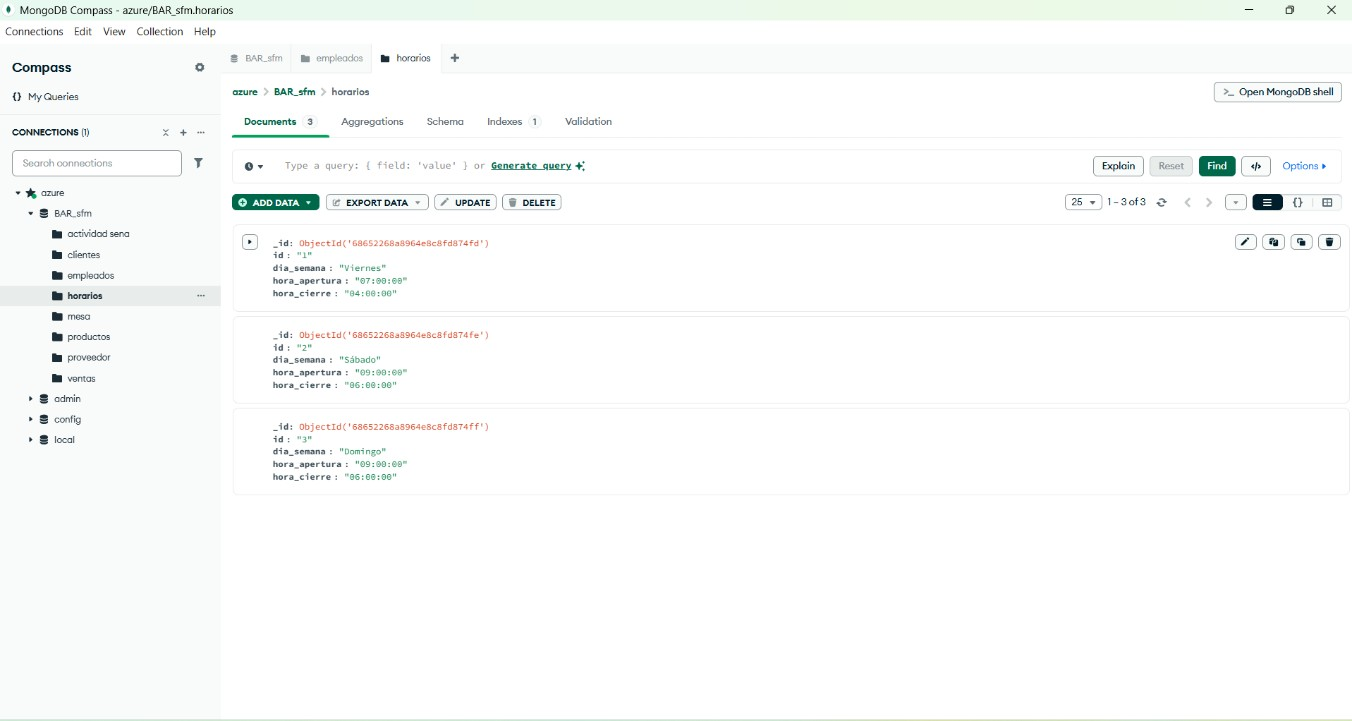 MongoDB Compass - azure/BAR_sfm.horarios
Connections Edit View Collection Help
Compass
{} My Queries
CONNECTIONS (1)
Search connections
azure
BAR_sfm
actividad sena
clientes
empleados
horarios
mesa
productos
proveedor
ventas
admin
config
local
BAR_sfm empleados horarios +
azure > BAR_sfm > horarios
>_ Open MongoDB shell
Documents 3 Aggregations Schema Indexes 1 Validation
Type a query: { field: 'value' } or Generate query
Explain Reset Find </> Options
ADD DATA EXPORT DATA UPDATE DELETE
25 1 – 3 of 3 {}
_id: ObjectId('68652268a8964e8c8fd874fd')
id : "1"
dia_semana : "Viernes"
hora_apertura : "07:00:00"
hora_cierre : "04:00:00"
_id: ObjectId('68652268a8964e8c8fd874fe')
id : "2"
dia_semana : "Sábado"
hora_apertura : "09:00:00"
hora_cierre : "06:00:00"
_id: ObjectId('68652268a8964e8c8fd874ff')
id : "3"
dia_semana : "Domingo"
hora_apertura : "09:00:00"
hora_cierre : "06:00:00"